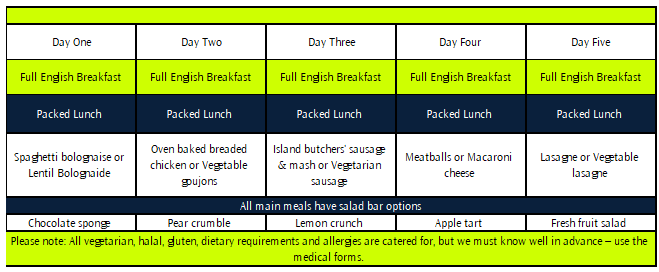 Day One Day Two Day Three Day Four Day Five
Full English Breakfast Full English Breakfast Full English Breakfast Full English Breakfast Full English Breakfast
Packed Lunch Packed Lunch Packed Lunch Packed Lunch Packed Lunch
Spaghetti bolognaise or
Lentil Bolognaide
Oven baked breaded
chicken or Vegetable
goujons
Island butchers' sausage
& mash or Vegetarian
sausage
Meatballs or Macaroni
cheese
Lasagne or Vegetable
lasagne
All main meals have salad bar options
Chocolate sponge Pear crumble Lemon crunch Apple tart Fresh fruit salad
Please note: All vegetarian, halal, gluten, dietary requirements and allergies are catered for, but we must know well in advance – use the
medical forms.